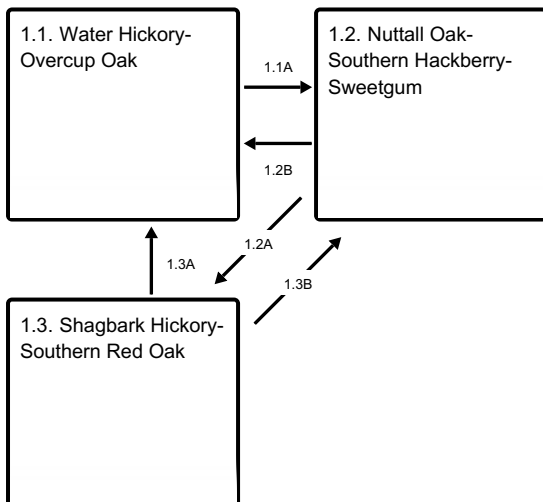 1.1. Water Hickory-
Overcup Oak
1.1A
1.2. Nuttall Oak-
Southern Hackberry-
Sweetgum
1.2B
1.2A
1.3A
1.3B
1.3. Shagbark Hickory-
Southern Red Oak